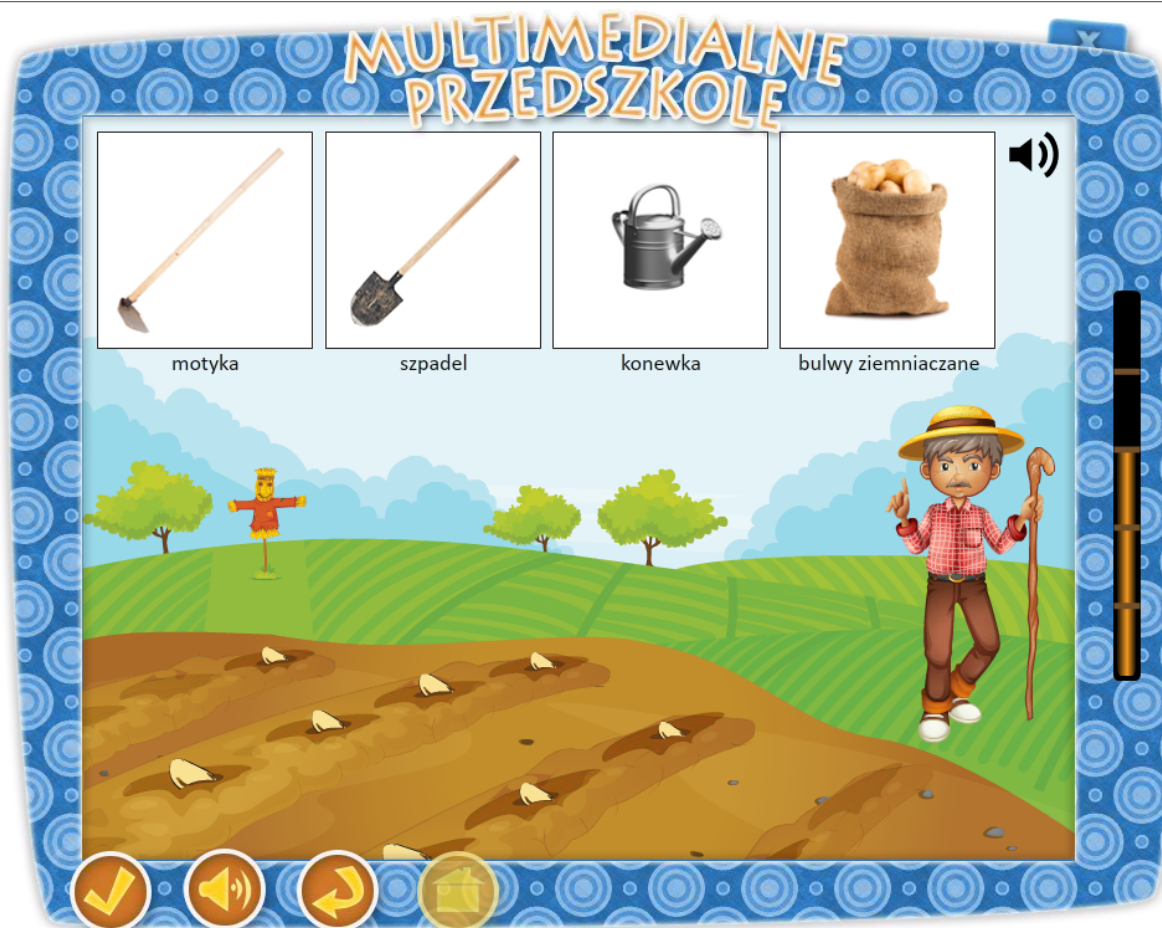 MULTIMEDIALNE
PRZEDSZKOLE
X
motyka
szpadel
konewka
bulwy ziemniaczane